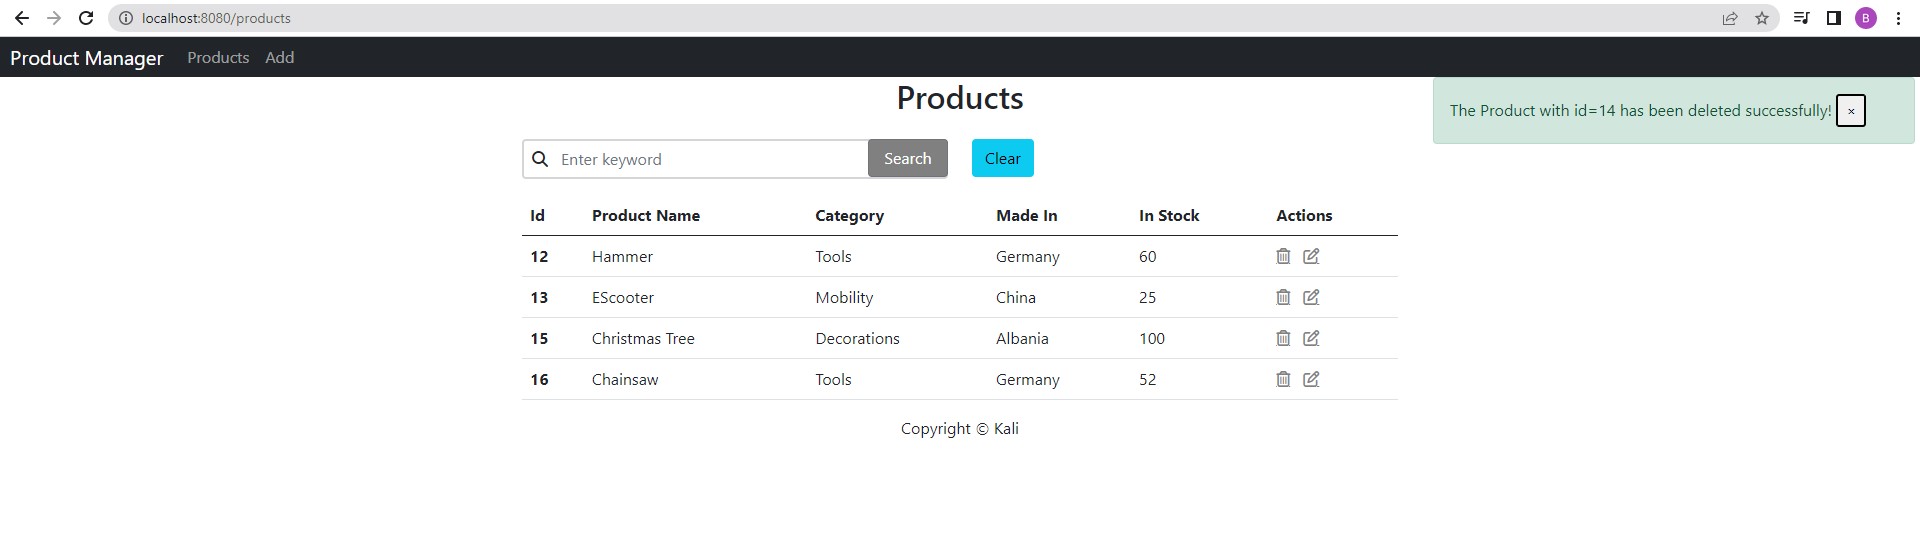 localhost:8080/products
B
Product Manager Products Add
Products
The Product with id=14 has been deleted successfully! ×
Enter keyword Search Clear
Id Product Name Category Made In In Stock Actions
12 Hammer Tools Germany 60
13 EScooter Mobility China 25
15 Christmas Tree Decorations Albania 100
16 Chainsaw Tools Germany 52
Copyright © Kali